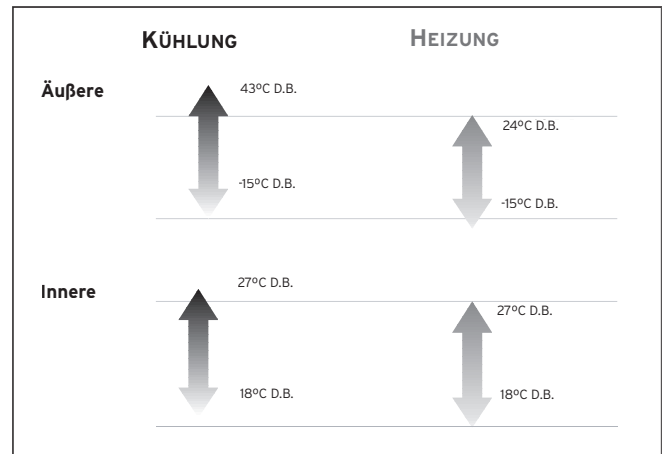 KÜHLUNG HEIZUNG
Äußere
43ºC D.B.
24ºC D.B.
-15ºC D.B.
-15ºC D.B.
Innere
27ºC D.B.
27ºC D.B.
18ºC D.B. 18ºC D.B.